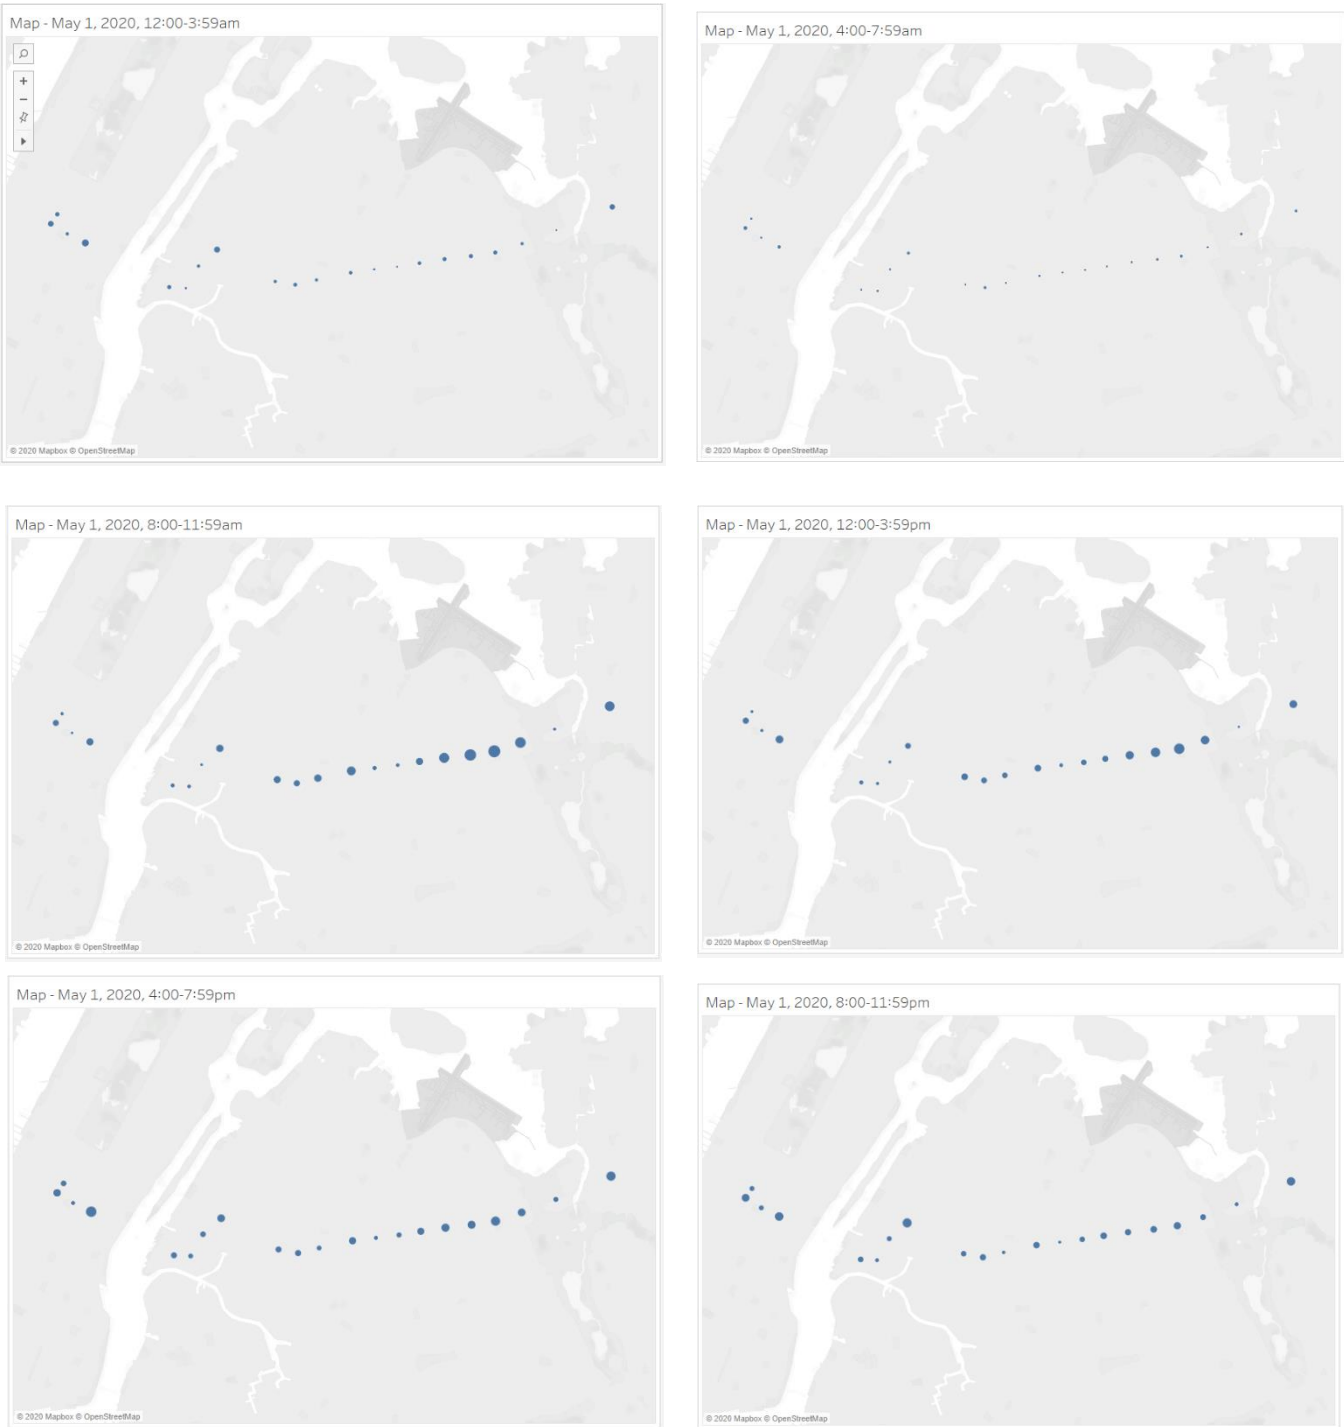 Map - May 1, 2020, 12:00-3:59am
© 2020 Mapbox © OpenStreetMap
Map - May 1, 2020, 4:00-7:59am
© 2020 Mapbox © OpenStreetMap
Map - May 1, 2020, 8:00-11:59am
© 2020 Mapbox © OpenStreetMap
Map - May 1, 2020, 12:00-3:59pm
© 2020 Mapbox © OpenStreetMap
Map - May 1, 2020, 4:00-7:59pm
© 2020 Mapbox © OpenStreetMap
Map - May 1, 2020, 8:00-11:59pm
© 2020 Mapbox © OpenStreetMap